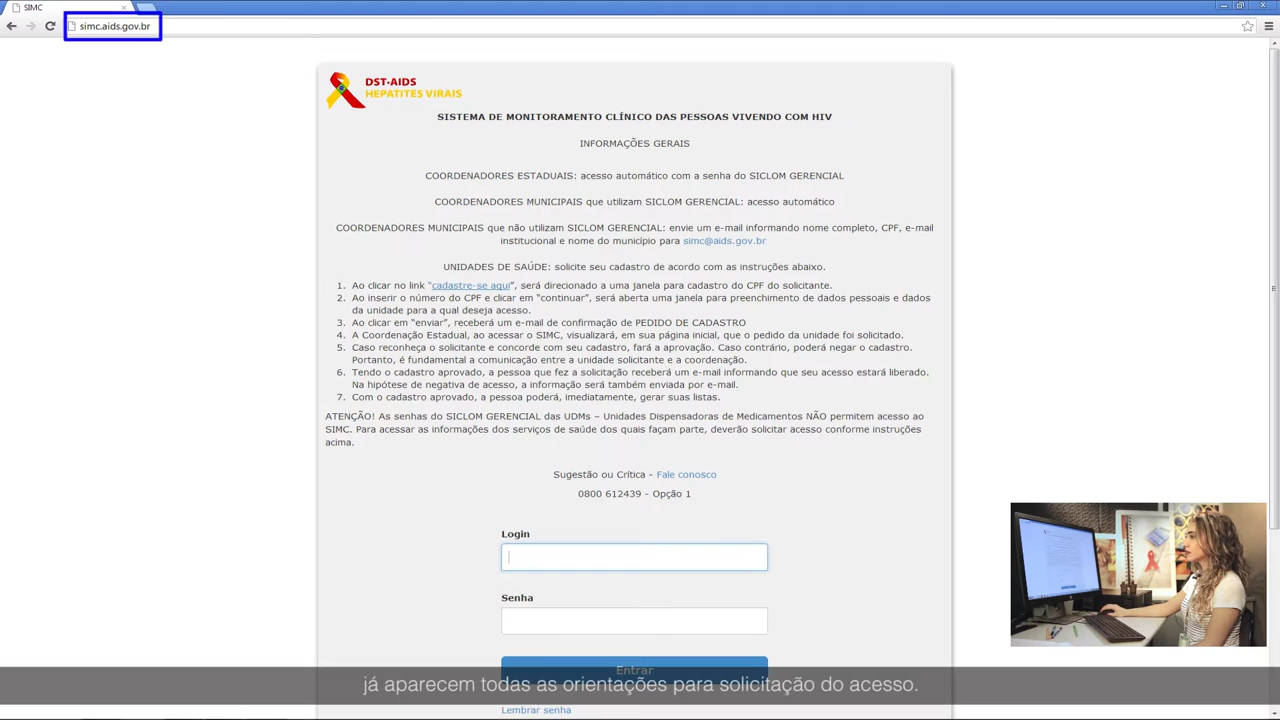 SIMC
simc.aids.gov.br
DST·AIDS
HEPATITES VIRAIS
SISTEMA DE MONITORAMENTO CLÍNICO DAS PESSOAS VIVENDO COM HIV
INFORMAÇÕES GERAIS
COORDENADORES ESTADUAIS: acesso automático com a senha do SICLOM GERENCIAL
COORDENADORES MUNICIPAIS que utilizam SICLOM GERENCIAL: acesso automático
COORDENADORES MUNICIPAIS que não utilizam SICLOM GERENCIAL: envie um e-mail informando nome completo, CPF, e-mail
institucional e nome do município para simc@aids.gov.br
UNIDADES DE SAÚDE: solicite seu cadastro de acordo com as instruções abaixo.
1. Ao clicar no link “cadastre-se aqui”, será direcionado a uma janela para cadastro do CPF do solicitante.
2. Ao inserir o número do CPF e clicar em “continuar”, será aberta uma janela para preenchimento de dados pessoais e dados
da unidade para a qual deseja acesso.
3. Ao clicar em “enviar”, receberá um e-mail de confirmação de PEDIDO DE CADASTRO
4. A Coordenação Estadual, ao acessar o SIMC, visualizará, em sua página inicial, que o pedido da unidade foi solicitado.
5. Caso reconheça o solicitante e concorde com seu cadastro, fará a aprovação. Caso contrário, poderá negar o cadastro.
Portanto, é fundamental a comunicação entre a unidade solicitante e a coordenação.
6. Tendo o cadastro aprovado, a pessoa que fez a solicitação receberá um e-mail informando que seu acesso estará liberado.
Na hipótese de negativa de acesso, a informação será também enviada por e-mail.
7. Com o cadastro aprovado, a pessoa poderá, imediatamente, gerar suas listas.
ATENÇÃO! As senhas do SICLOM GERENCIAL das UDMs – Unidades Dispensadoras de Medicamentos NÃO permitem acesso ao
SIMC. Para acessar as informações dos serviços de saúde dos quais façam parte, deverão solicitar acesso conforme instruções
acima.
Sugestão ou Crítica - Fale conosco
0800 612439 - Opção 1
Login
Senha
Entrar
já aparecem todas as orientações para solicitação do acesso.
Lembrar senha